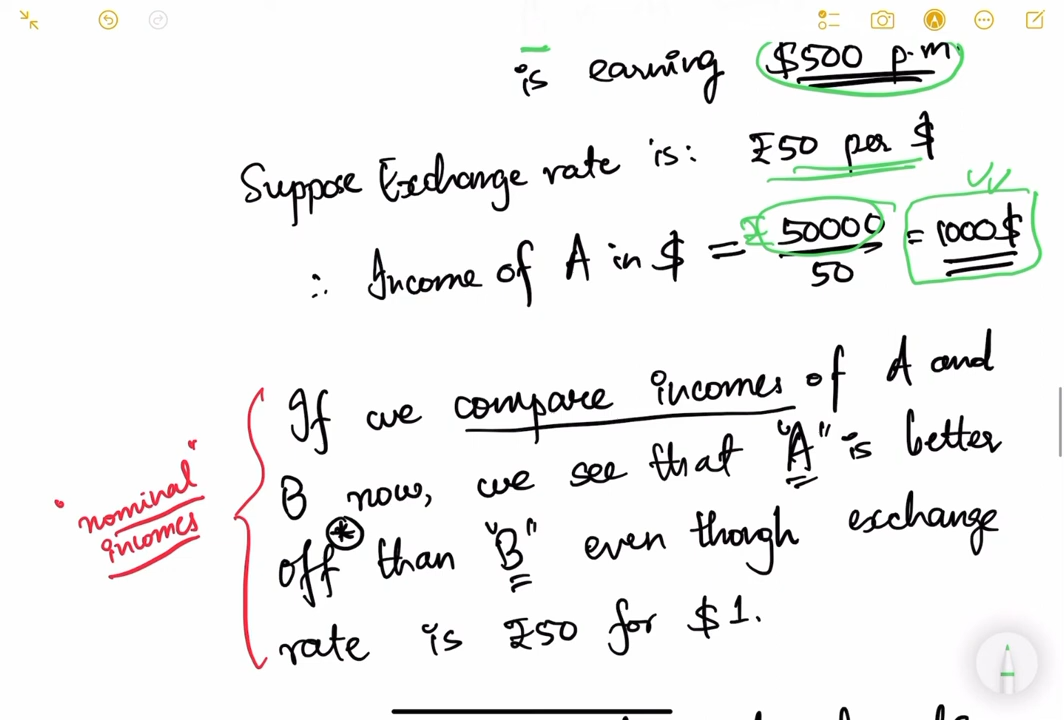 is earning $500 p.m.
Suppose Exchange rate is: ₹50 per $
∴ Income of A in $ = ₹ 50000 / 50 = 1000$
If we compare incomes of A and
B now, we see that "A" is better
off * than "B" even though exchange
rate is ₹50 for $1.
"nominal"
incomes